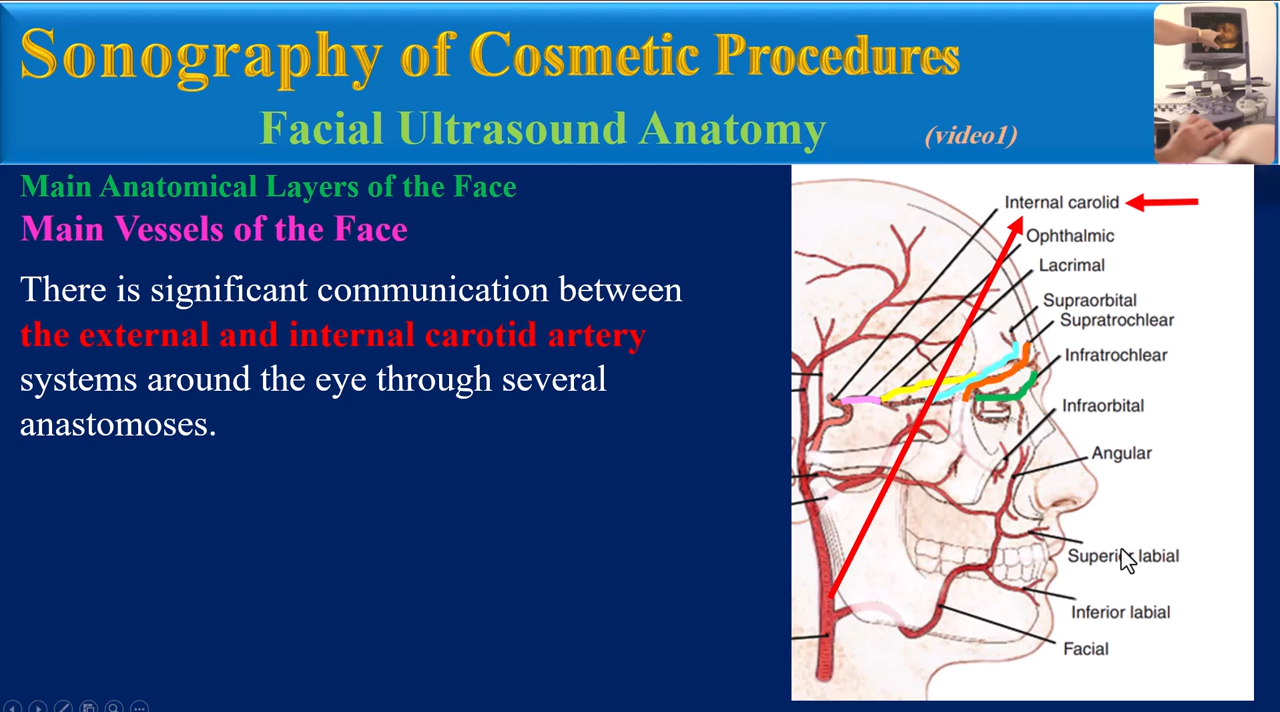 Sonography of Cosmetic Procedures
Facial Ultrasound Anatomy (video1)
Main Anatomical Layers of the Face
Main Vessels of the Face
There is significant communication between
the external and internal carotid artery
systems around the eye through several
anastomoses.
Internal carolid
Ophthalmic
Lacrimal
Supraorbital
Supratrochlear
Infratrochlear
Infraorbital
Angular
Superior labial
Inferior labial
Facial